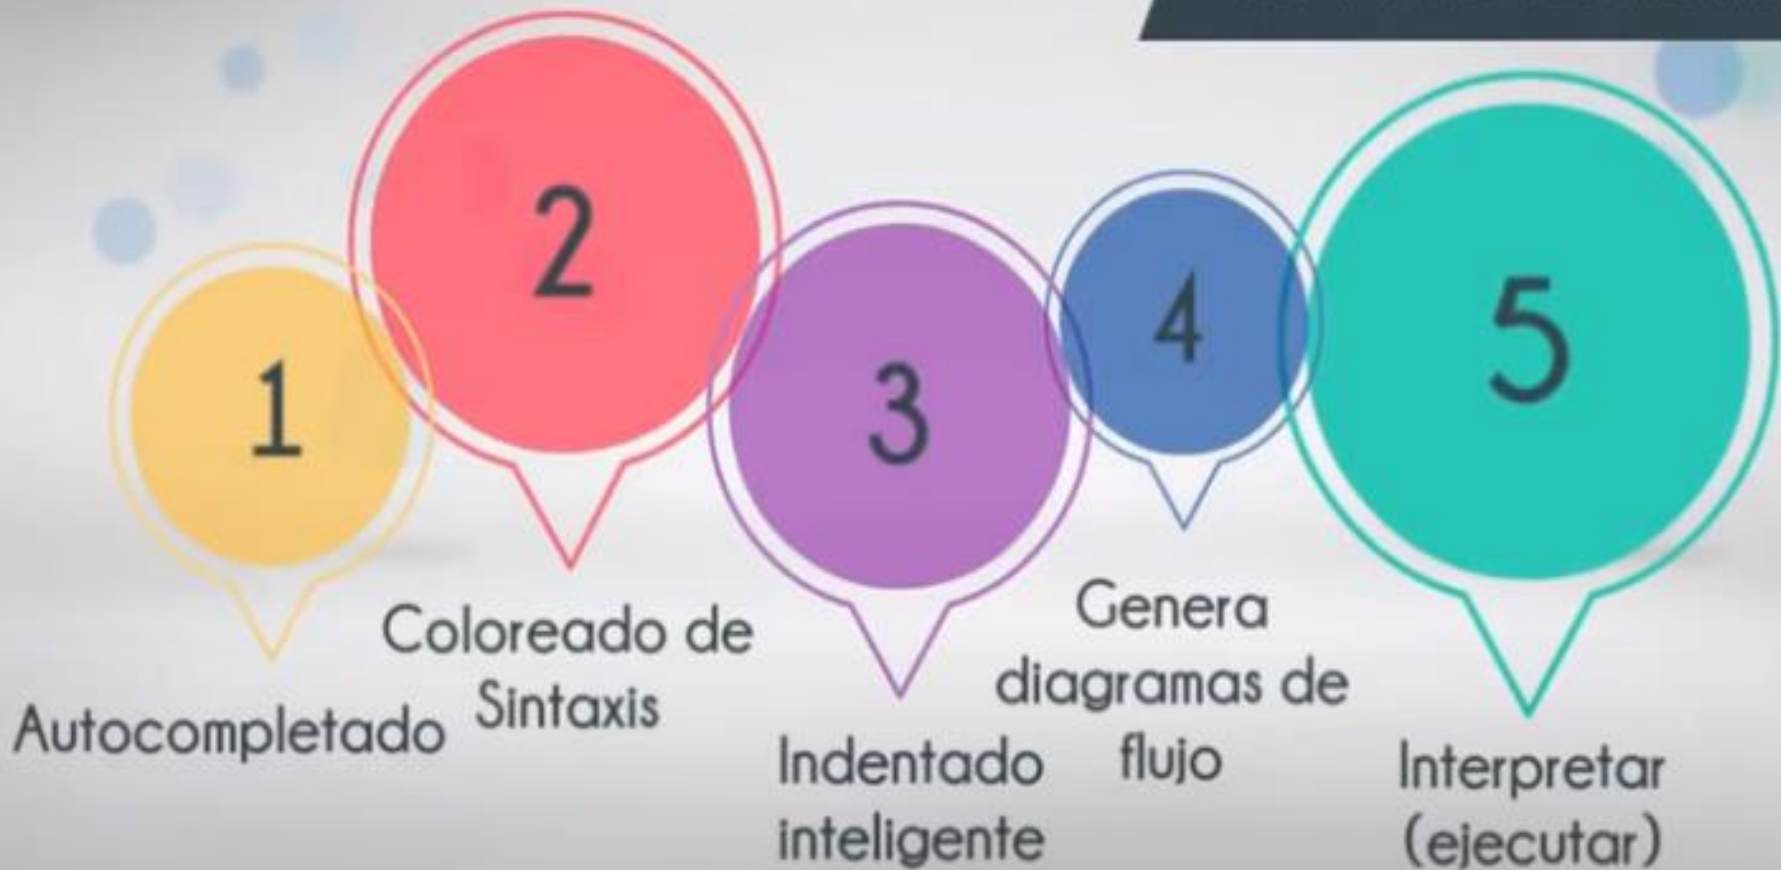 1
Autocompletado
2
Coloreado de
Sintaxis
3
Indentado
inteligente
4
Genera
diagramas de
flujo
5
Interpretar
(ejecutar)